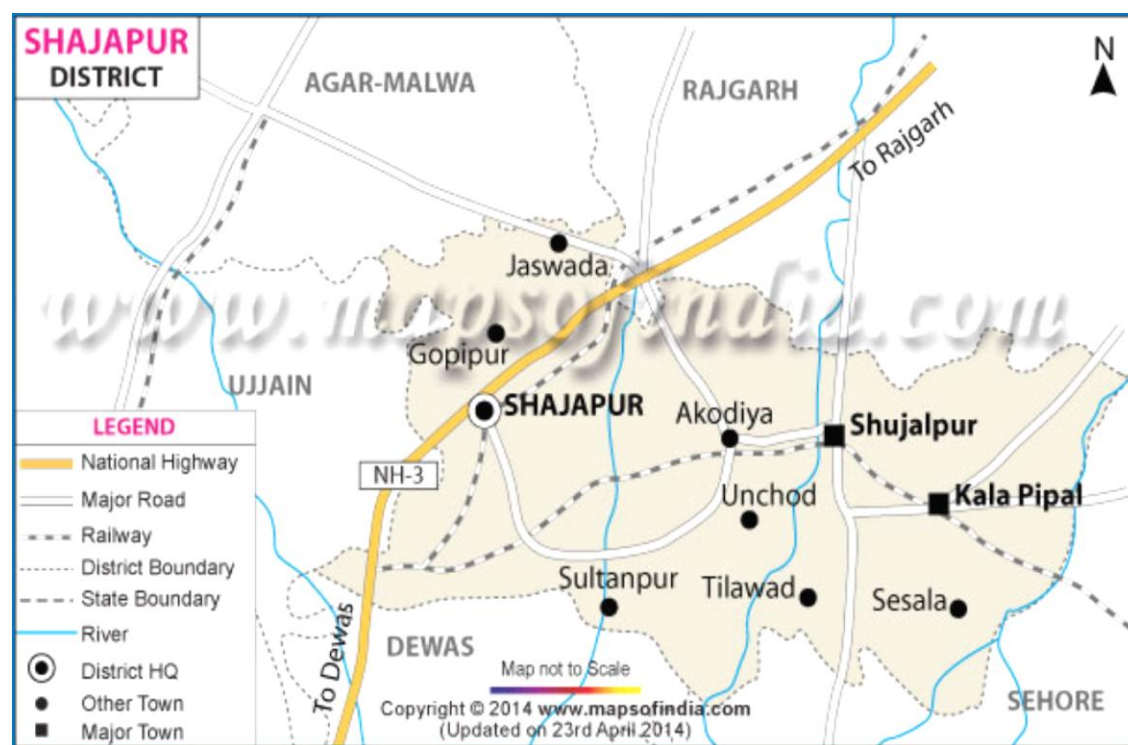 SHAJAPUR
DISTRICT
AGAR-MALWA
RAJGARH
N
To Rajgarh
Jaswada
www.mapsofindia.com
Gopipur
UJJAIN
SHAJAPUR
Akodiya
Shujalpur
NH-3
Unchod
Kala Pipal
Sultanpur
Tilawad
Sesala
To Dewas
DEWAS
SEHORE
LEGEND
National Highway
Major Road
Railway
District Boundary
State Boundary
River
District HQ
Other Town
Major Town
Map not to Scale
Copyright © 2014 www.mapsofindia.com
(Updated on 23rd April 2014)